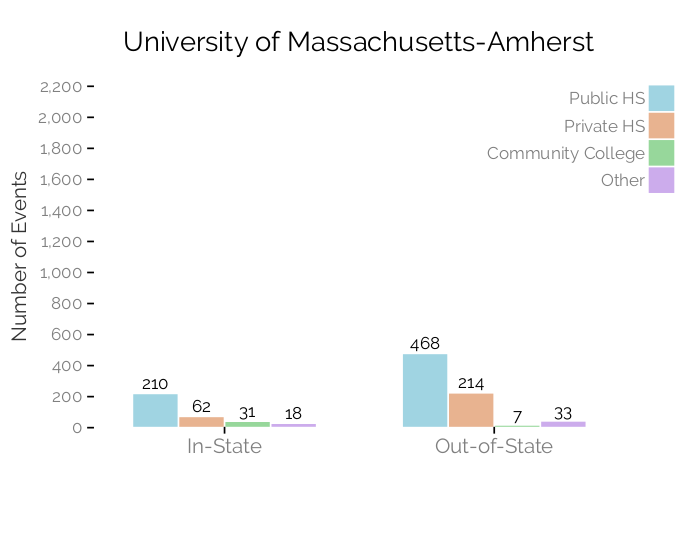 University of Massachusetts-Amherst
Number of Events
2,200
2,000
1,800
1,600
1,400
1,200
1,000
800
600
400
200
0
Public HS
Private HS
Community College
Other
210
62
31
18
468
214
7
33
In-State
Out-of-State